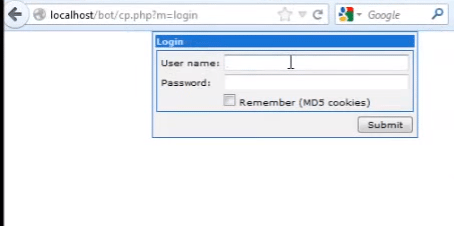 localhost/bot/cp.php?m=login
Google
Login
User name:
Password:
Remember (MD5 cookies)
Submit